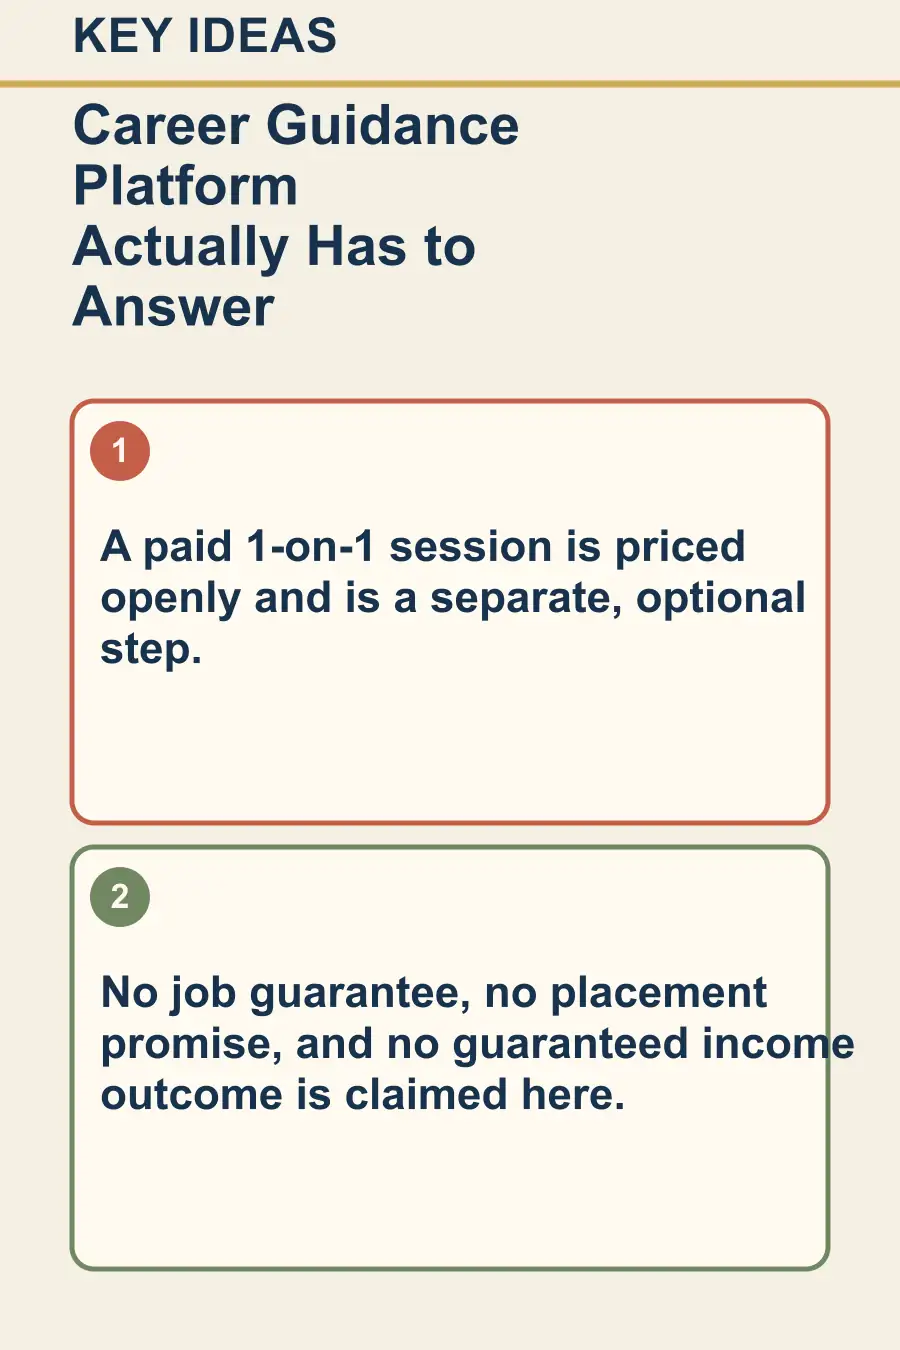 KEY IDEAS
Career Guidance
Platform
Actually Has to
Answer
1
A paid 1-on-1 session is priced
openly and is a separate, optional
step.
2
No job guarantee, no placement
promise, and no guaranteed income
outcome is claimed here.